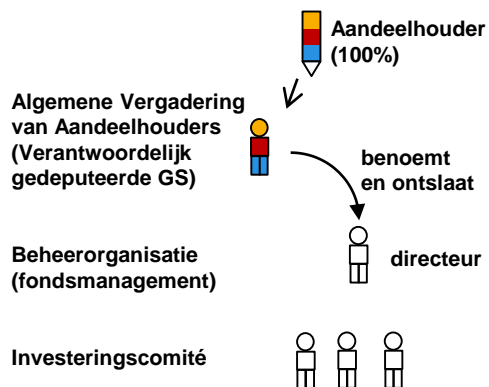 Aandeelhouder
(100%)
Algemene Vergadering
van Aandeelhouders
(Verantwoordelijk
gedeputeerde GS)
benoemt
en ontslaat
Beheerorganisatie
(fondsmanagement)
directeur
Investeringscomité